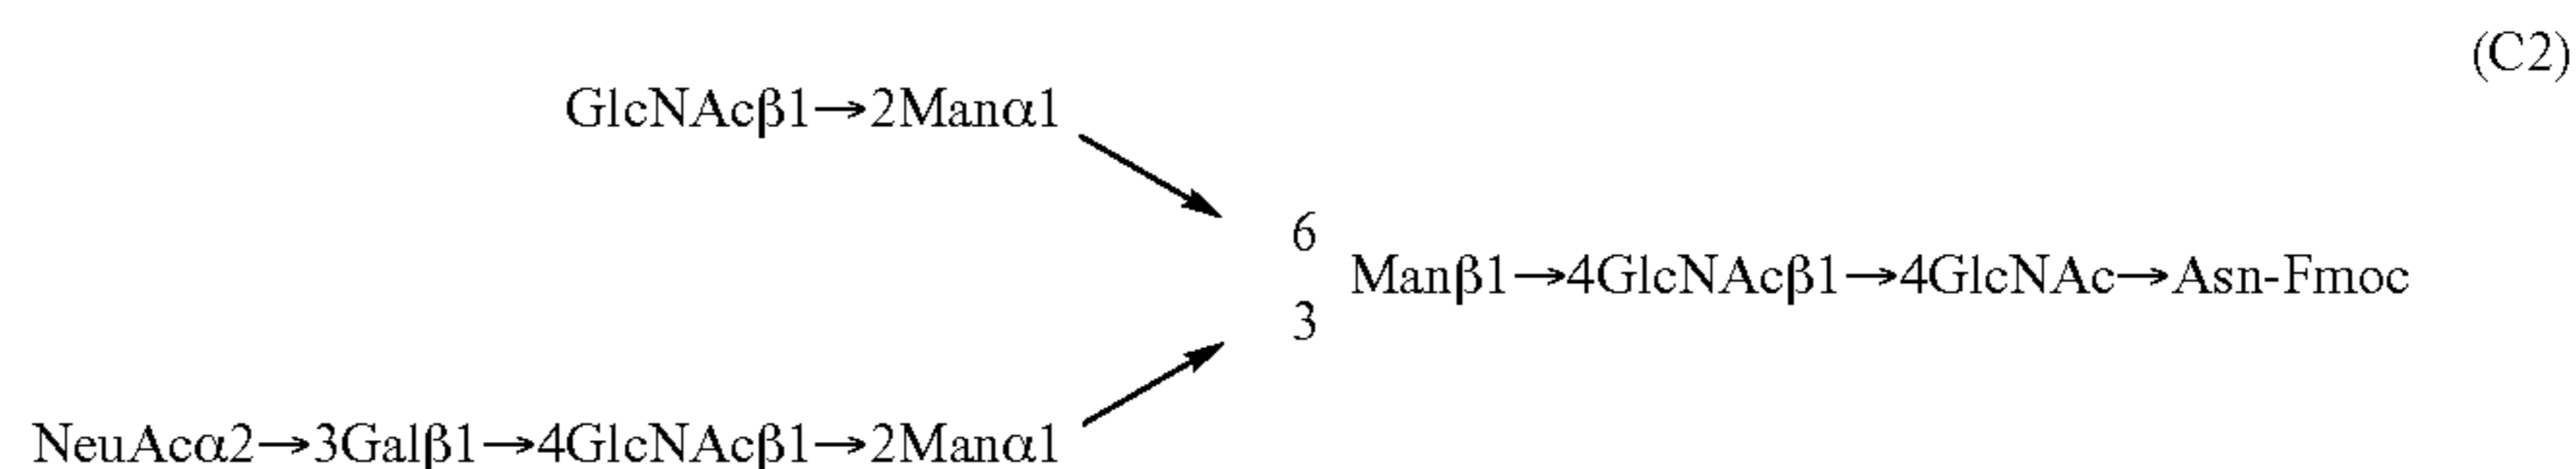 (C2)
GlcNAcβ1→2Manα1
6
Manβ1→4GlcNAcβ1→4GlcNAc→Asn-Fmoc
3
NeuAcα2→3Galβ1→4GlcNAcβ1→2Manα1